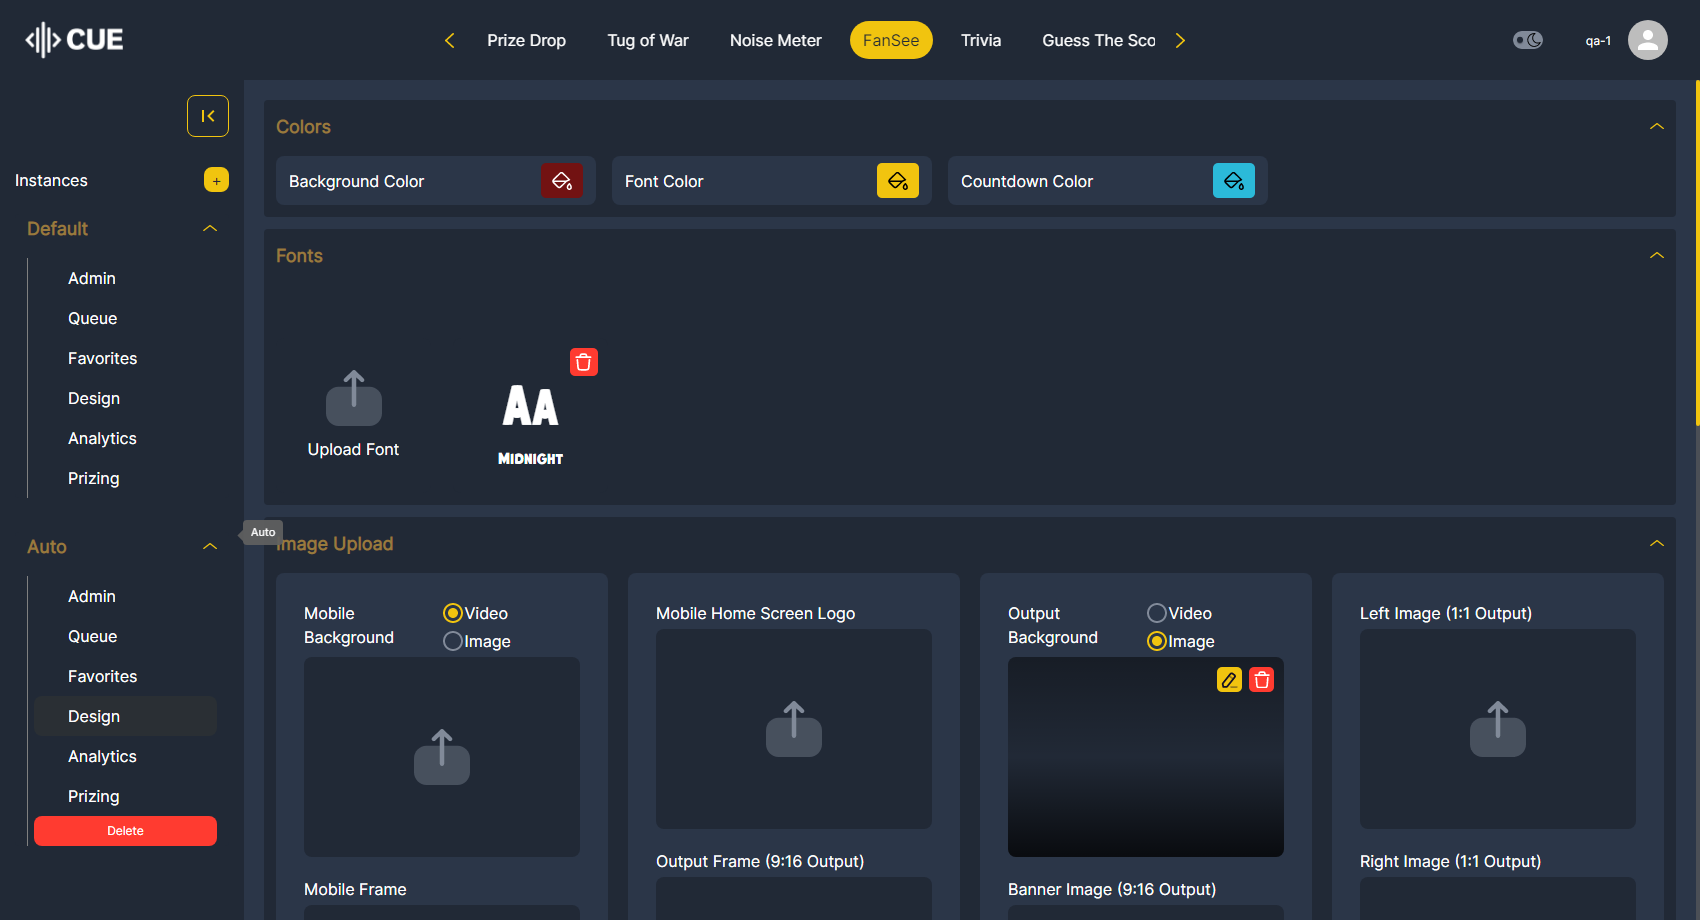 CUE
Prize Drop
Tug of War
Noise Meter
FanSee
Trivia
Guess The Sco
qa-1
Instances
+
Default
Admin
Queue
Favorites
Design
Analytics
Prizing
Auto
Admin
Queue
Favorites
Design
Analytics
Prizing
Delete
Auto
Colors
Background Color
Font Color
Countdown Color
Fonts
Upload Font
AA
MIDNIGHT
Image Upload
Mobile
Background
Video
Image
Mobile Frame
Mobile Home Screen Logo
Output Frame (9:16 Output)
Output
Background
Video
Image
Banner Image (9:16 Output)
Left Image (1:1 Output)
Right Image (1:1 Output)